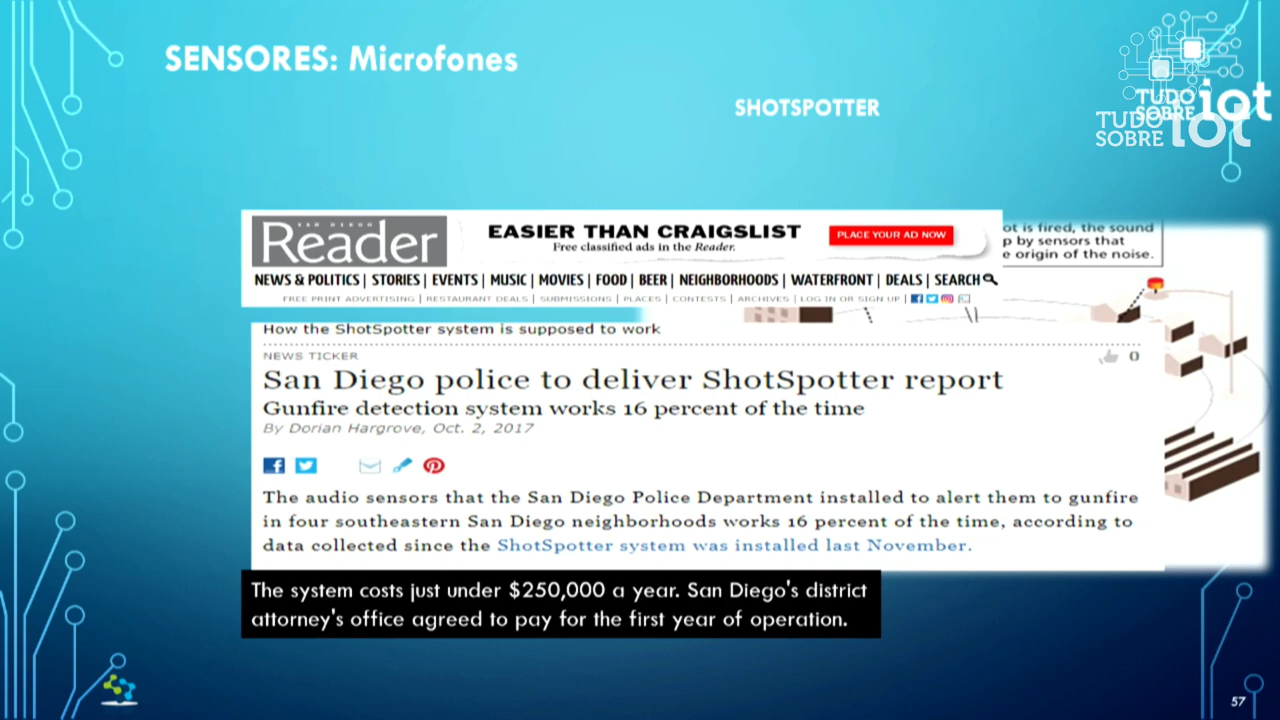 SENSORES: Microfones
SHOTSPOTTER
TUDO
SOBRE
iot
TUDO
SOBRE
iot
SAN DIEGO
Reader
EASIER THAN CRAIGSLIST
Free classified ads in the Reader.
PLACE YOUR AD NOW
ot is fired, the sound
p by sensors that
e origin of the noise.
NEWS & POLITICS | STORIES | EVENTS | MUSIC | MOVIES | FOOD | BEER | NEIGHBORHOODS | WATERFRONT | DEALS | SEARCH
FREE PRINT ADVERTISING | RESTAURANT DEALS | SUBMISSIONS | PLACES | CONTESTS | ARCHIVES | LOG IN OR SIGN UP |
How the ShotSpotter system is supposed to work
NEWS TICKER
0
San Diego police to deliver ShotSpotter report
Gunfire detection system works 16 percent of the time
By Dorian Hargrove, Oct. 2, 2017
The audio sensors that the San Diego Police Department installed to alert them to gunfire
in four southeastern San Diego neighborhoods works 16 percent of the time, according to
data collected since the ShotSpotter system was installed last November.
The system costs just under $250,000 a year. San Diego's district
attorney's office agreed to pay for the first year of operation.
57